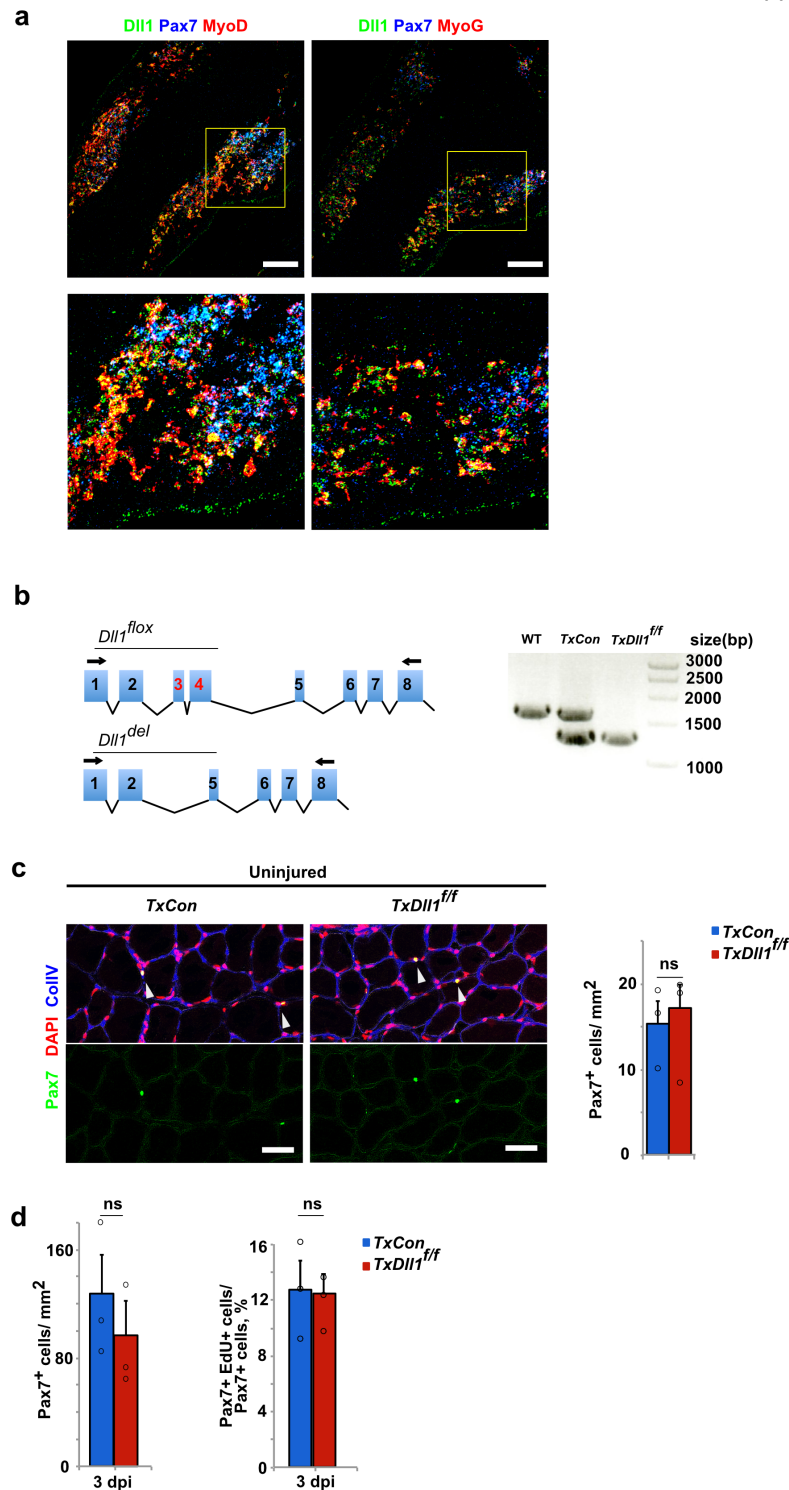 a
Dll1 Pax7 MyoD
Dll1 Pax7 MyoG
b
Dll1flox
1 2 3 4 5 6 7 8
Dll1del
1 2 5 6 7 8
WT TxCon TxDll1f/f size(bp)
3000
2500
2000
1500
1000
c
Uninjured
TxCon
TxDll1f/f
Pax7 DAPI CollV
TxCon
TxDll1f/f
ns
Pax7+ cells/ mm2
20
10
0
d
ns
Pax7+ cells/ mm2
160
80
0
3 dpi
ns
Pax7+ EdU+ cells/
Pax7+ cells, %
16
12
8
4
0
3 dpi
TxCon
TxDll1f/f